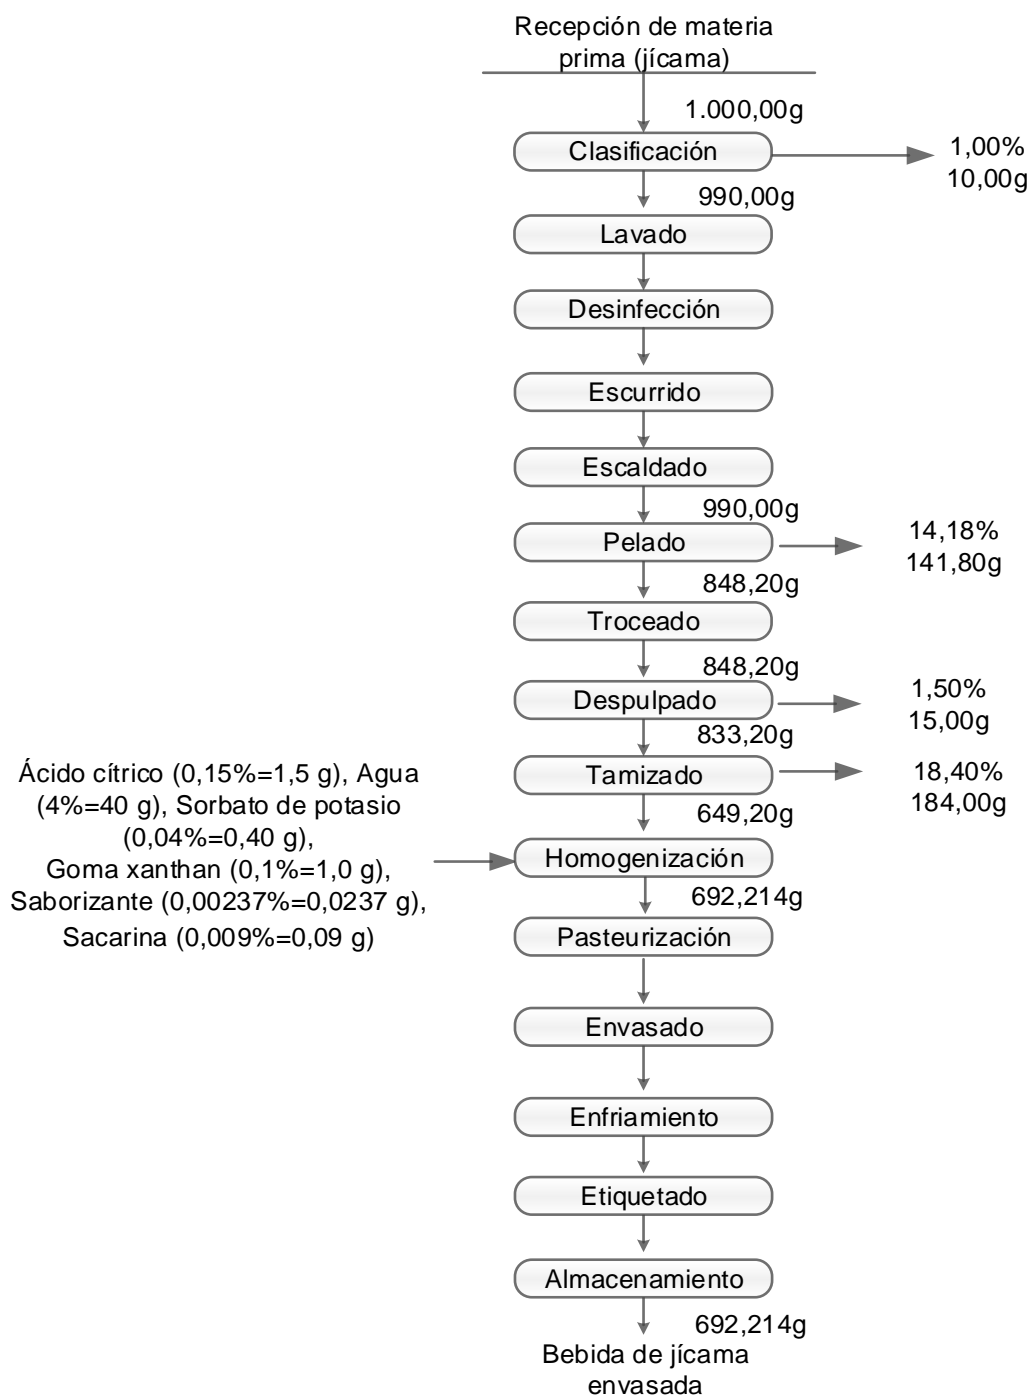 Recepción de materia
prima (jícama)
1.000,00g
Clasificación
1,00%
10,00g
990,00g
Lavado
Desinfección
Escurrido
Escaldado
990,00g
Pelado
14,18%
141,80g
848,20g
Troceado
848,20g
Despulpado
1,50%
15,00g
833,20g
Tamizado
18,40%
184,00g
649,20g
Ácido cítrico (0,15%=1,5 g), Agua
(4%=40 g), Sorbato de potasio
(0,04%=0,40 g),
Goma xanthan (0,1%=1,0 g),
Saborizante (0,00237%=0,0237 g),
Sacarina (0,009%=0,09 g)
Homogenización
692,214g
Pasteurización
Envasado
Enfriamiento
Etiquetado
Almacenamiento
692,214g
Bebida de jícama
envasada